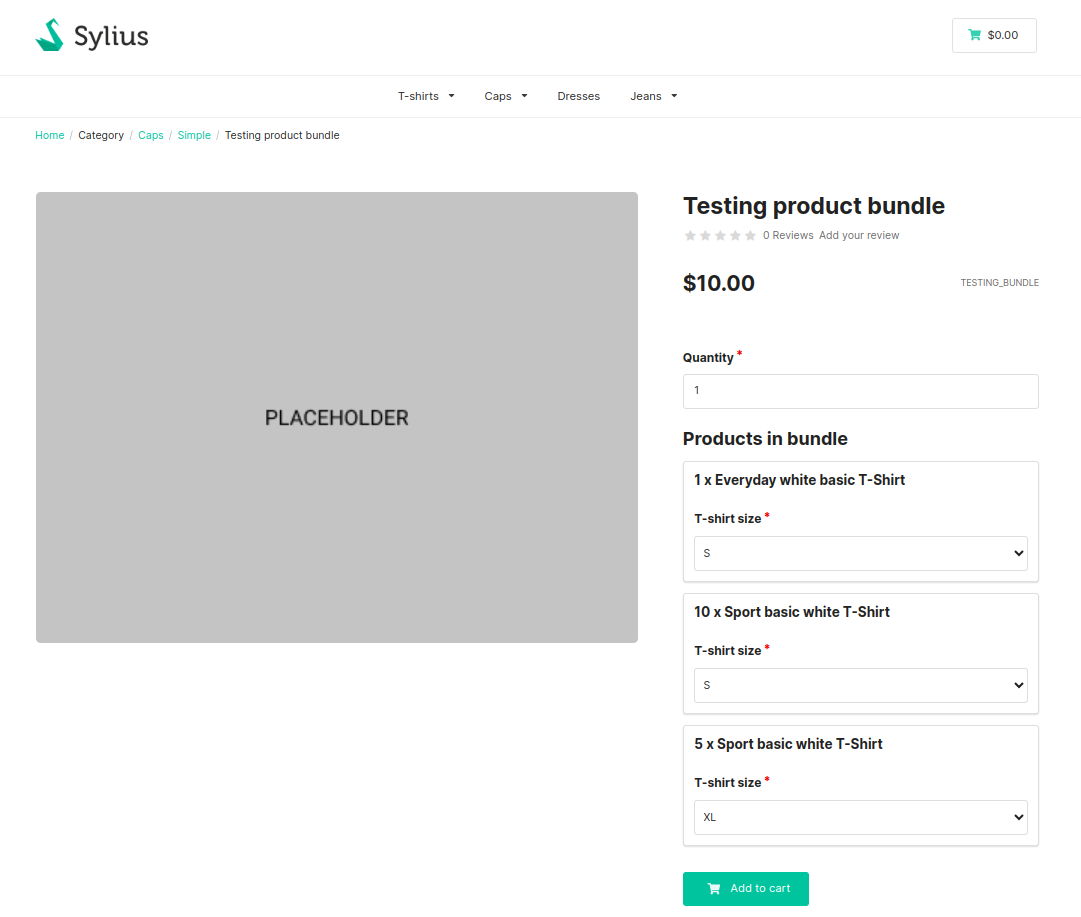 Sylius
$0.00
T-shirts Caps Dresses Jeans
Home / Category / Caps / Simple / Testing product bundle
PLACEHOLDER
Testing product bundle
0 Reviews Add your review
$10.00 TESTING_BUNDLE
Quantity *
1
Products in bundle
1 x Everyday white basic T-Shirt
T-shirt size *
S
10 x Sport basic white T-Shirt
T-shirt size *
S
5 x Sport basic white T-Shirt
T-shirt size *
XL
Add to cart